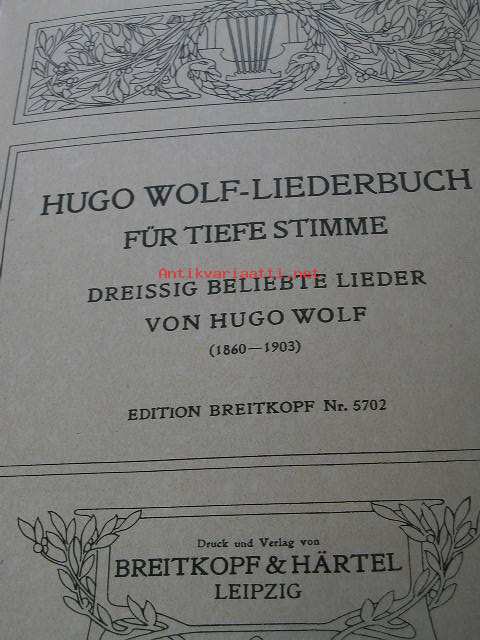 HUGO WOLF-LIEDERBUCH
FÜR TIEFE STIMME
Antikvariaatti.net
DREISSIG BELIEBTE LIEDER
VON HUGO WOLF
(1860—1903)
EDITION BREITKOPF Nr. 5702
Druck und Verlag von
BREITKOPF & HÄRTEL
LEIPZIG